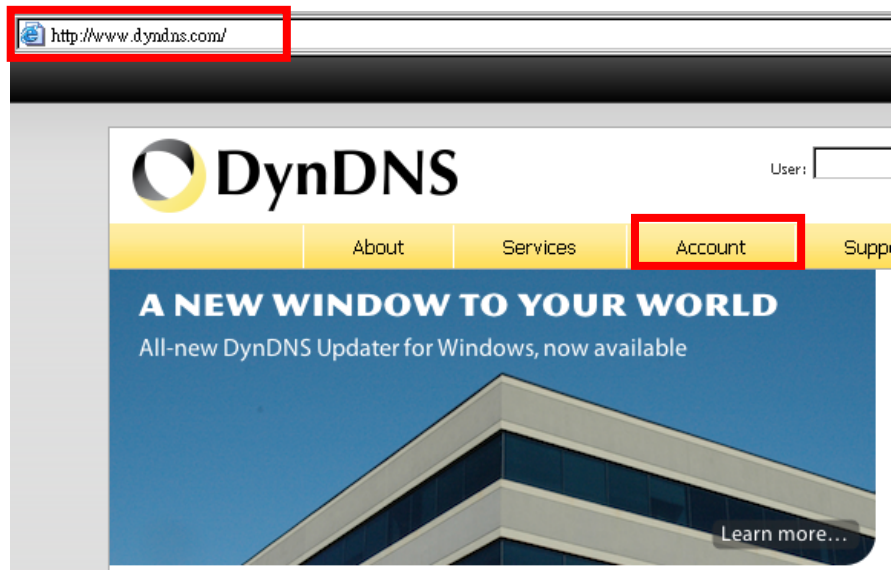 http://www.dyndns.com/
DynDNS
User:
About Services Account Suppo
A NEW WINDOW TO YOUR WORLD
All-new DynDNS Updater for Windows, now available
Learn more...